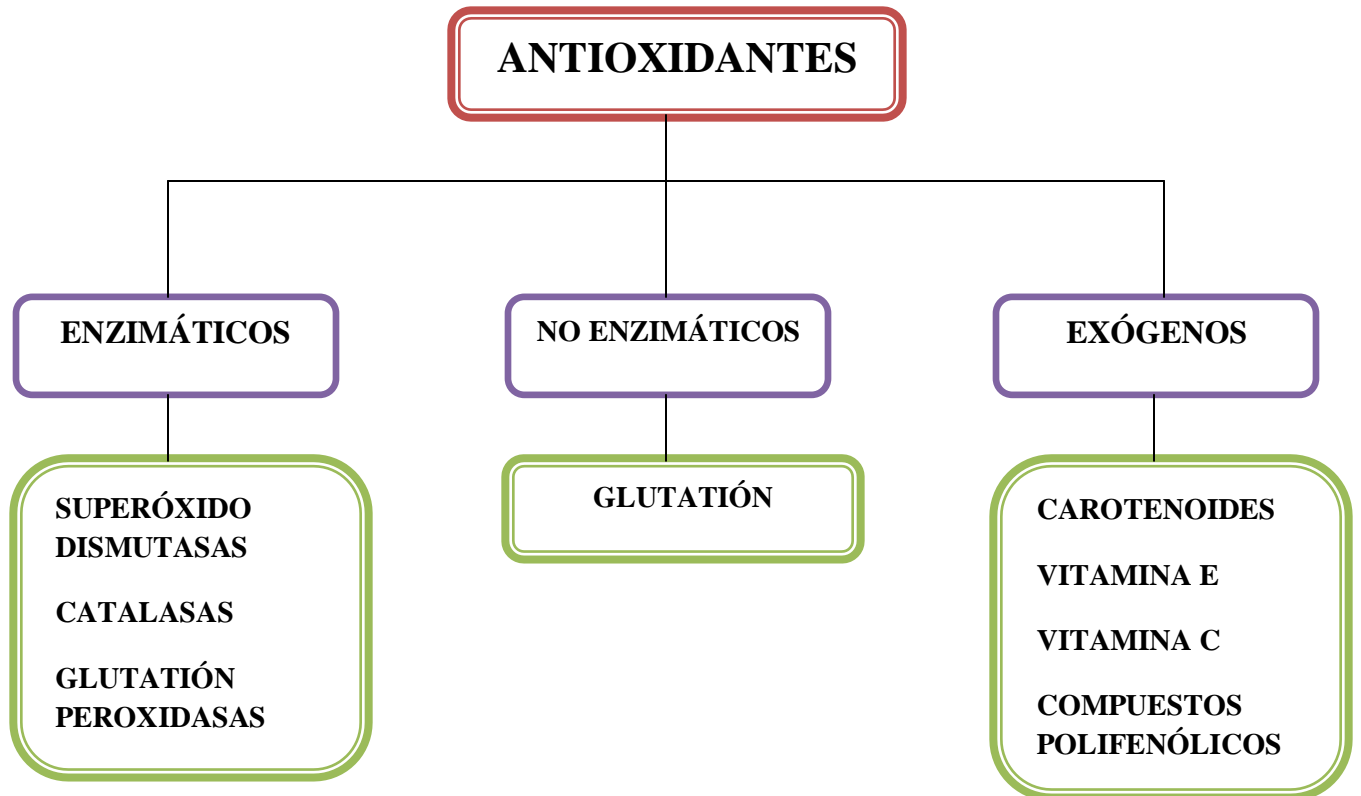 ANTIOXIDANTES
ENZIMÁTICOS
NO ENZIMÁTICOS
EXÓGENOS
SUPERÓXIDO
DISMUTASAS
CATALASAS
GLUTATIÓN
PEROXIDASAS
GLUTATIÓN
CAROTENOIDES
VITAMINA E
VITAMINA C
COMPUESTOS
POLIFENÓLICOS